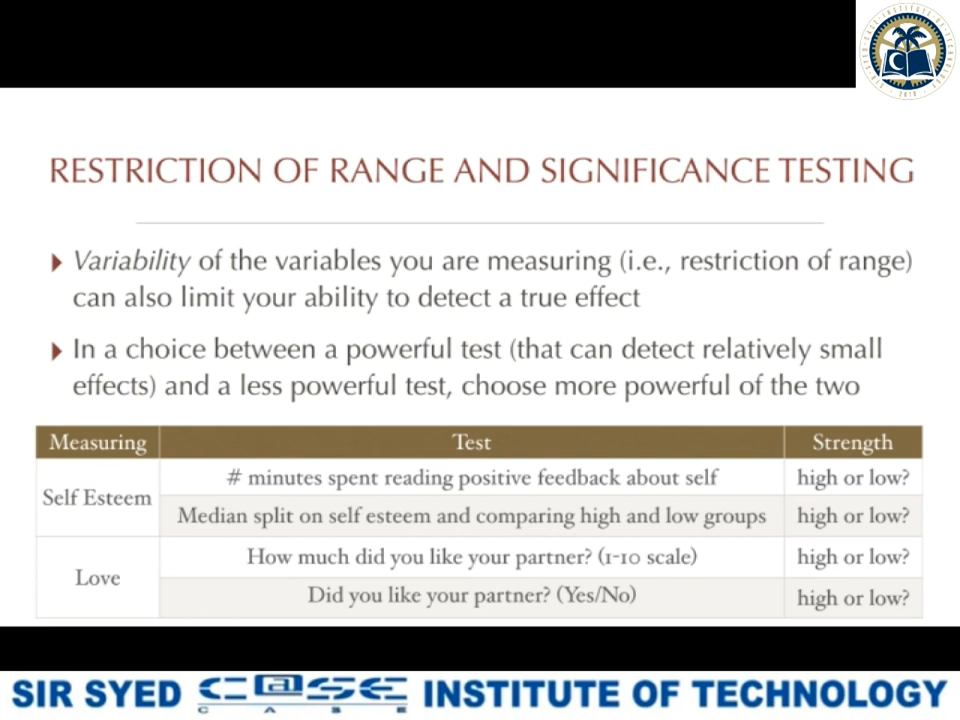 RESTRICTION OF RANGE AND SIGNIFICANCE TESTING
Variability of the variables you are measuring (i.e., restriction of range)
can also limit your ability to detect a true effect
In a choice between a powerful test (that can detect relatively small
effects) and a less powerful test, choose more powerful of the two
Measuring Test Strength
Self Esteem
# minutes spent reading positive feedback about self high or low?
Median split on self esteem and comparing high and low groups high or low?
Love
How much did you like your partner? (1-10 scale) high or low?
Did you like your partner? (Yes/No) high or low?
SIR SYED C@SE INSTITUTE OF TECHNOLOGY
C A S E